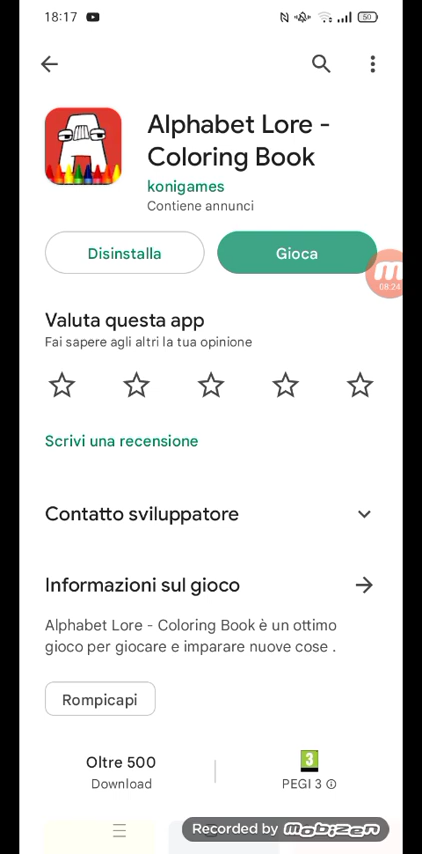 18:17
50
Alphabet Lore -
Coloring Book
konigames
Contiene annunci
Disinstalla
Gioca
08:24
Valuta questa app
Fai sapere agli altri la tua opinione
Scrivi una recensione
Contatto sviluppatore
Informazioni sul gioco
Alphabet Lore - Coloring Book è un ottimo
gioco per giocare e imparare nuove cose .
Rompicapi
Oltre 500
Download
3
PEGI 3
Recorded by mobizen